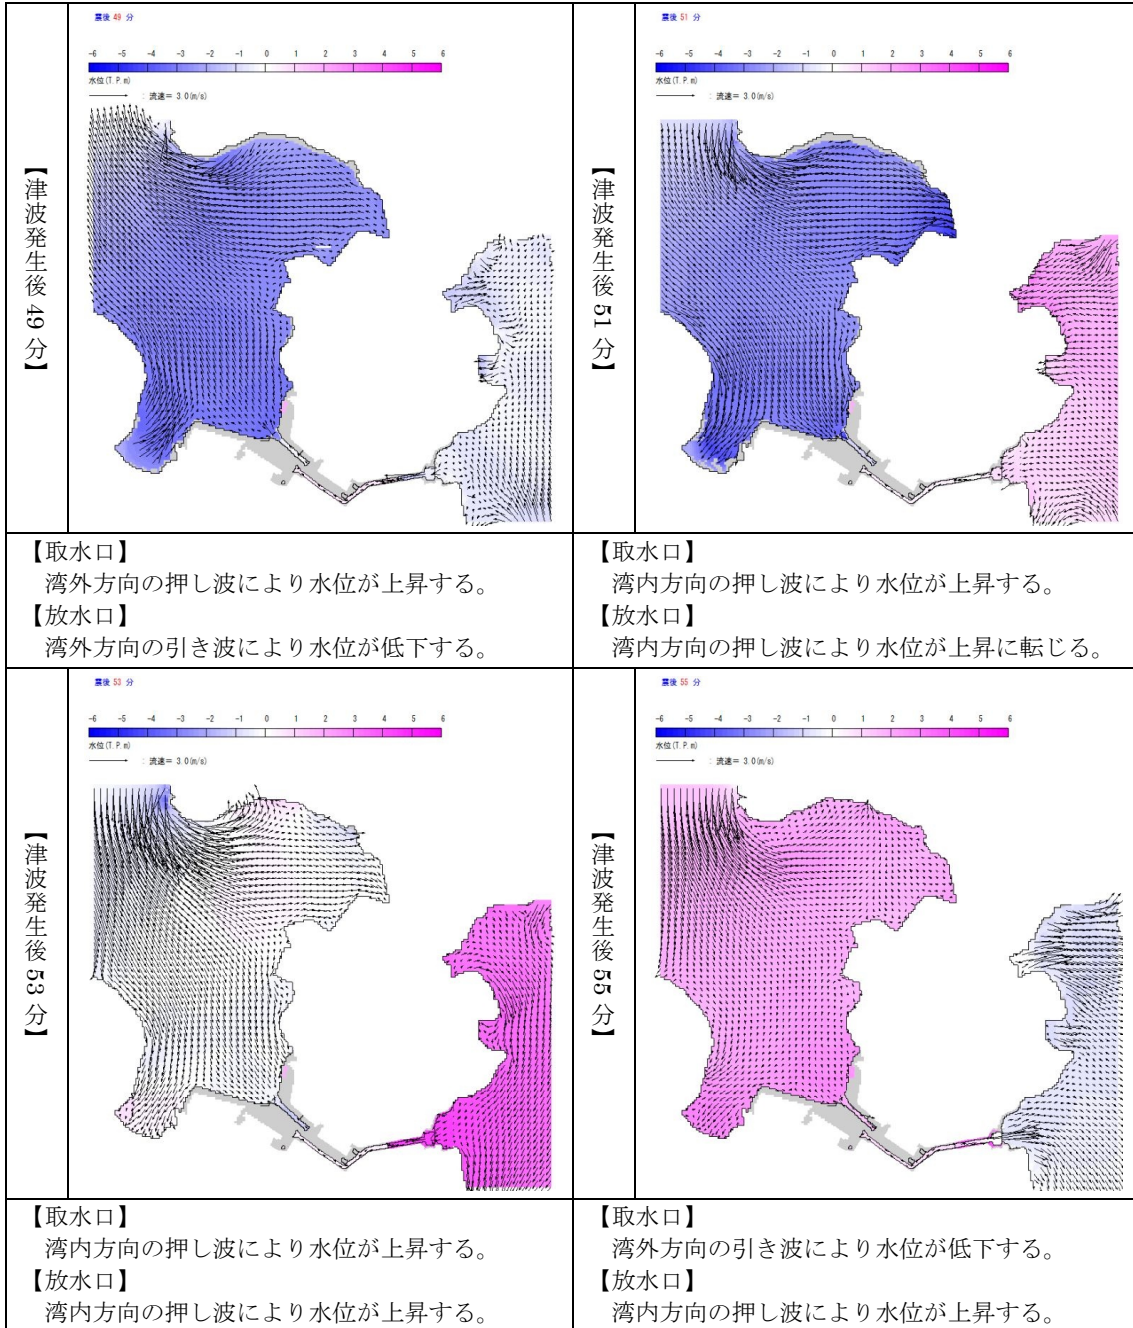 震後 49 分
-6 -5 -4 -3 -2 -1 0 1 2 3 4 5 6
水位(T.P.m)
: 流速= 3.0(m/s)
【津波発生後 49 分】
【取水口】
湾外方向の押し波により水位が上昇する。
【放水口】
湾外方向の引き波により水位が低下する。
震後 51 分
-6 -5 -4 -3 -2 -1 0 1 2 3 4 5 6
水位(T.P.m)
: 流速= 3.0(m/s)
【津波発生後 51 分】
【取水口】
湾内方向の押し波により水位が上昇する。
【放水口】
湾内方向の押し波により水位が上昇に転じる。
震後 53 分
-6 -5 -4 -3 -2 -1 0 1 2 3 4 5 6
水位(T.P.m)
: 流速= 3.0(m/s)
【津波発生後 53 分】
【取水口】
湾内方向の押し波により水位が上昇する。
【放水口】
湾内方向の押し波により水位が上昇する。
震後 55 分
-6 -5 -4 -3 -2 -1 0 1 2 3 4 5 6
水位(T.P.m)
: 流速= 3.0(m/s)
【津波発生後 55 分】
【取水口】
湾外方向の引き波により水位が低下する。
【放水口】
湾内方向の押し波により水位が上昇する。